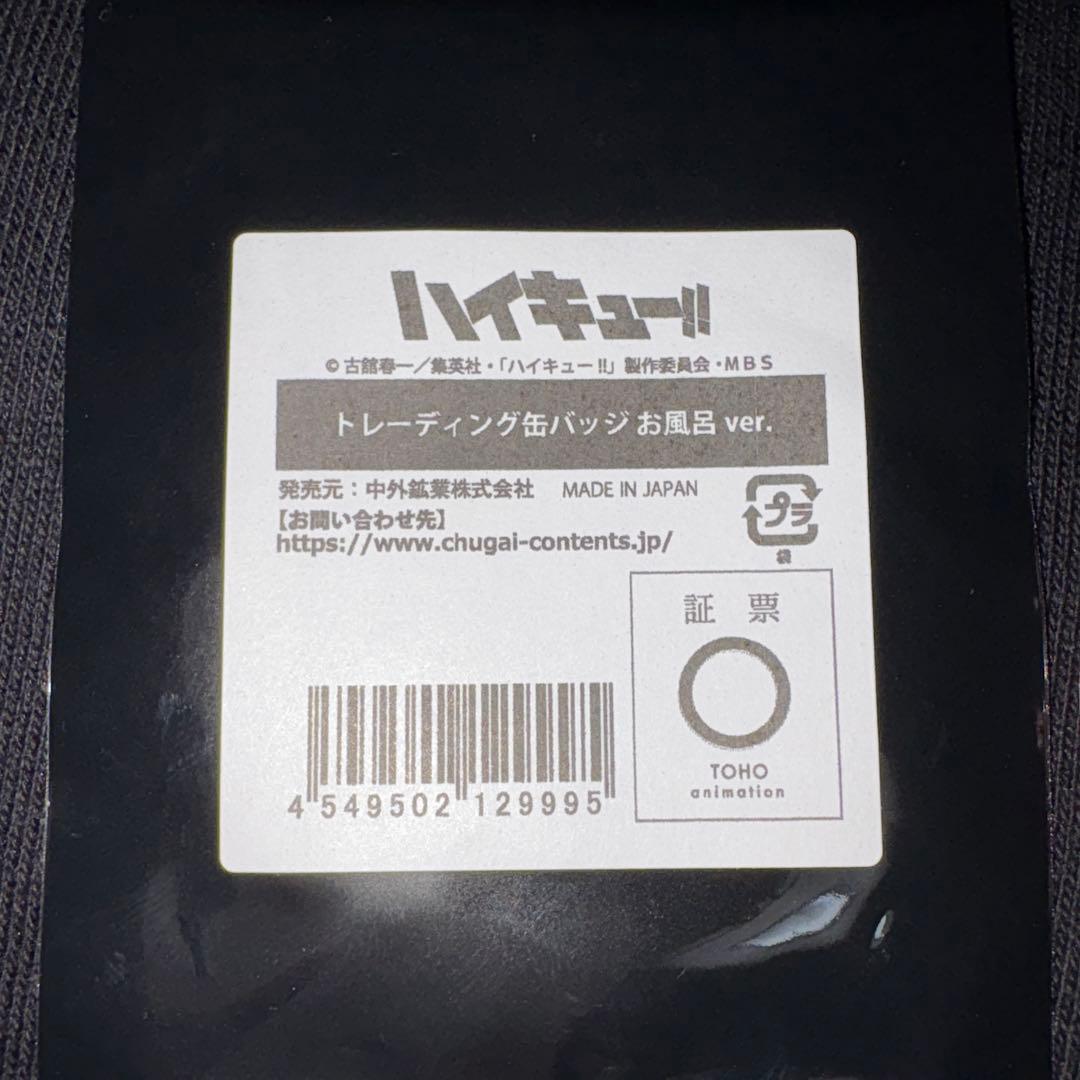 ハイキュー!!
©古舘春一／集英社・「ハイキュー!!」製作委員会・MBS
トレーディング缶バッジ お風呂 ver.
発売元：中外鉱業株式会社 MADE IN JAPAN
【お問い合わせ先】
https://www.chugai-contents.jp/
プラ
袋
証 票
TOHO
animation
4 549502 129995